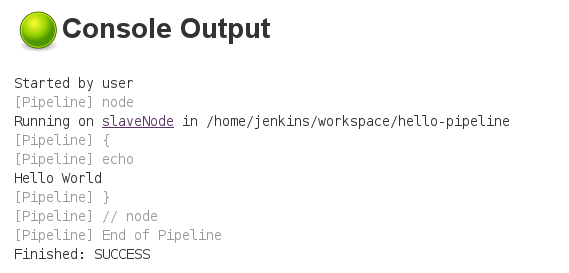 Console Output
Started by user
[Pipeline] node
Running on slaveNode in /home/jenkins/workspace/hello-pipeline
[Pipeline] {
[Pipeline] echo
Hello World
[Pipeline] }
[Pipeline] // node
[Pipeline] End of Pipeline
Finished: SUCCESS